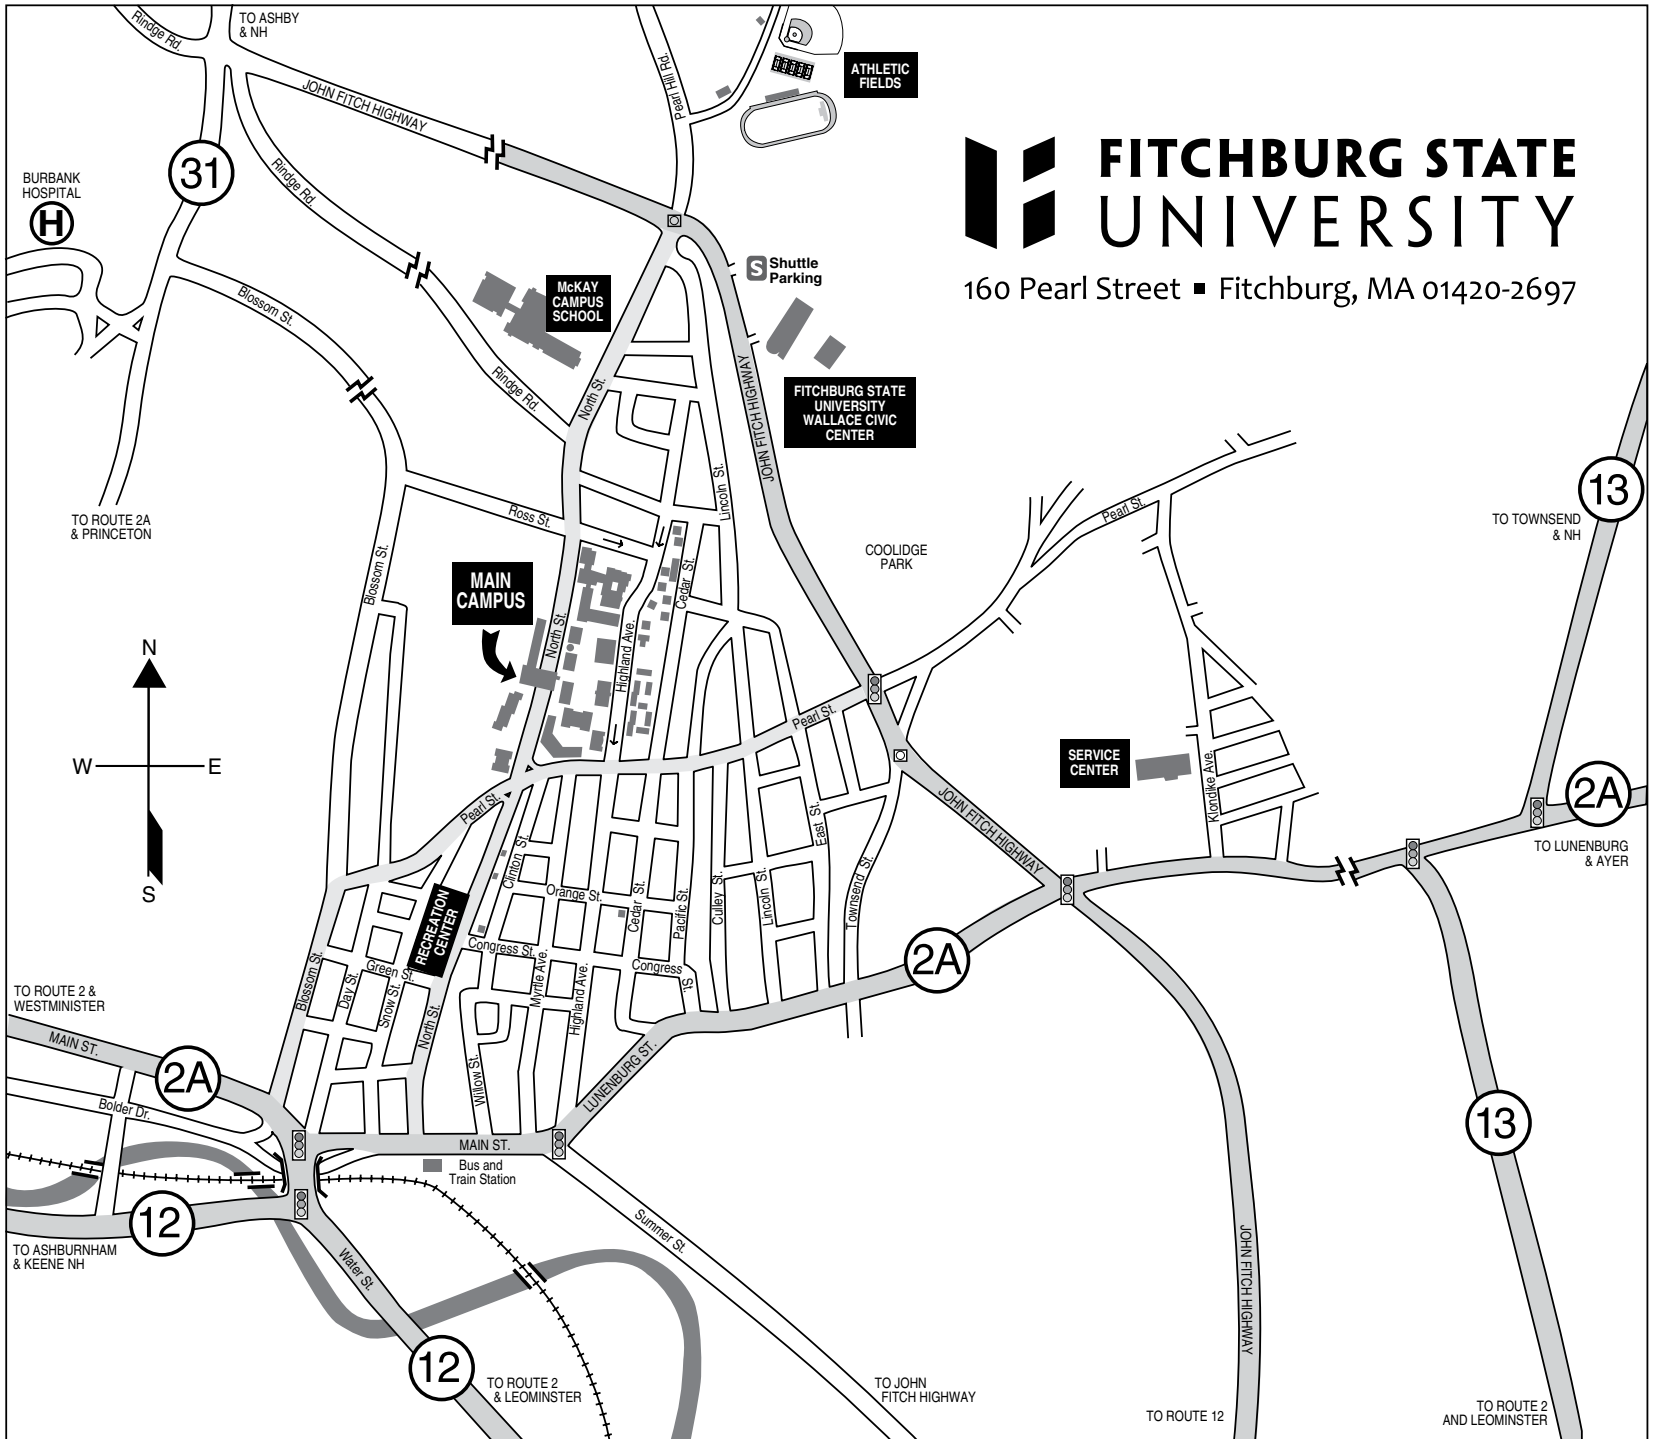 Rindge Rd.
TO ASHBY
& NH
JOHN FITCH HIGHWAY
Pearl Hill Rd.
ATHLETIC
FIELDS
FITCHBURG STATE
UNIVERSITY
160 Pearl Street ▪ Fitchburg, MA 01420-2697
31
BURBANK
HOSPITAL
H
Rindge Rd.
S
Shuttle
Parking
McKAY
CAMPUS
SCHOOL
Blossom St.
Rindge Rd.
North St.
JOHN FITCH HIGHWAY
FITCHBURG STATE
UNIVERSITY
WALLACE CIVIC
CENTER
Lincoln St.
13
TO TOWNSEND
& NH
TO ROUTE 2A
& PRINCETON
Ross St.
Pearl St.
COOLIDGE
PARK
Blossom St.
MAIN
CAMPUS
Cedar St.
North St.
Highland Ave.
N
W
E
S
Pearl St.
SERVICE
CENTER
Klondike Ave.
2A
TO LUNENBURG
& AYER
Pearl St.
JOHN FITCH HIGHWAY
East St.
Clinton St.
Orange St.
Cedar St.
Pacific St.
Culley St.
Lincoln St.
Townsend St.
RECREATION
CENTER
Congress St.
Congress
St.
2A
Blossom St.
Day St.
Green St.
Snow St.
North St.
Myrtle Ave.
Highland Ave.
TO ROUTE 2 &
WESTMINISTER
MAIN ST.
2A
Willow St.
LUNENBURG ST.
Bolder Dr.
MAIN ST.
Bus and
Train Station
13
12
TO ASHBURNHAM
& KEENE NH
Water St.
Summer St.
JOHN FITCH HIGHWAY
12
TO ROUTE 2
& LEOMINSTER
TO JOHN
FITCH HIGHWAY
TO ROUTE 12
TO ROUTE 2
AND LEOMINSTER